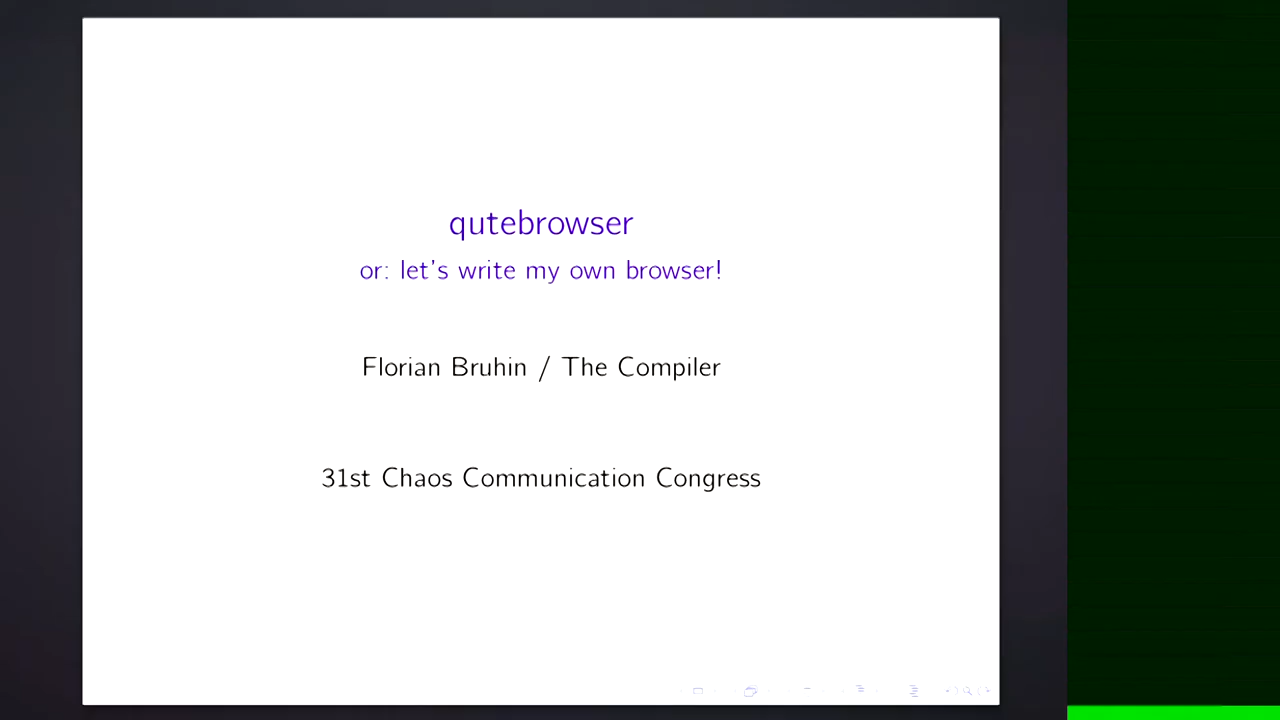 qutebrowser
or: let's write my own browser!
Florian Bruhin / The Compiler
31st Chaos Communication Congress